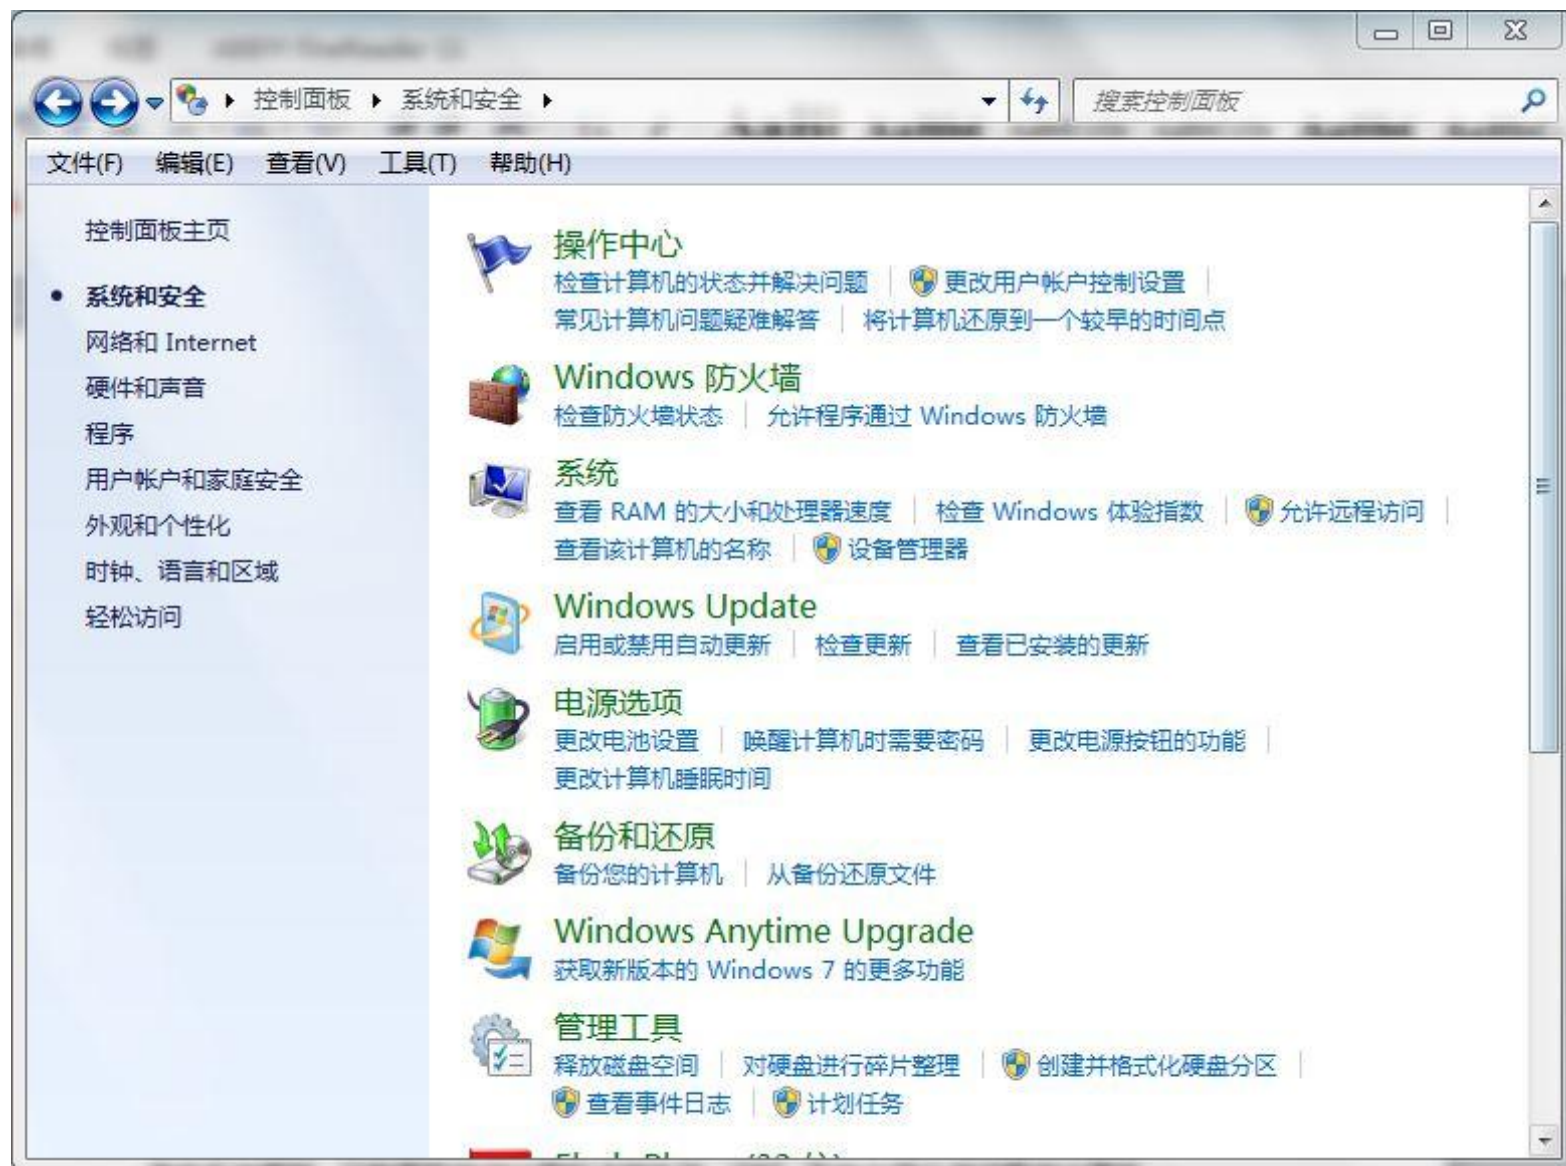 控制面板 系统和安全
搜索控制面板
文件(F) 编辑(E) 查看(V) 工具(T) 帮助(H)
控制面板主页
系统和安全
网络和 Internet
硬件和声音
程序
用户帐户和家庭安全
外观和个性化
时钟、语言和区域
轻松访问
操作中心
检查计算机的状态并解决问题 更改用户帐户控制设置
常见计算机问题疑难解答 将计算机还原到一个较早的时间点
Windows 防火墙
检查防火墙状态 允许程序通过 Windows 防火墙
系统
查看 RAM 的大小和处理器速度 检查 Windows 体验指数 允许远程访问
查看该计算机的名称 设备管理器
Windows Update
启用或禁用自动更新 检查更新 查看已安装的更新
电源选项
更改电池设置 唤醒计算机时需要密码 更改电源按钮的功能
更改计算机睡眠时间
备份和还原
备份您的计算机 从备份还原文件
Windows Anytime Upgrade
获取新版本的 Windows 7 的更多功能
管理工具
释放磁盘空间 对硬盘进行碎片整理 创建并格式化硬盘分区
查看事件日志 计划任务